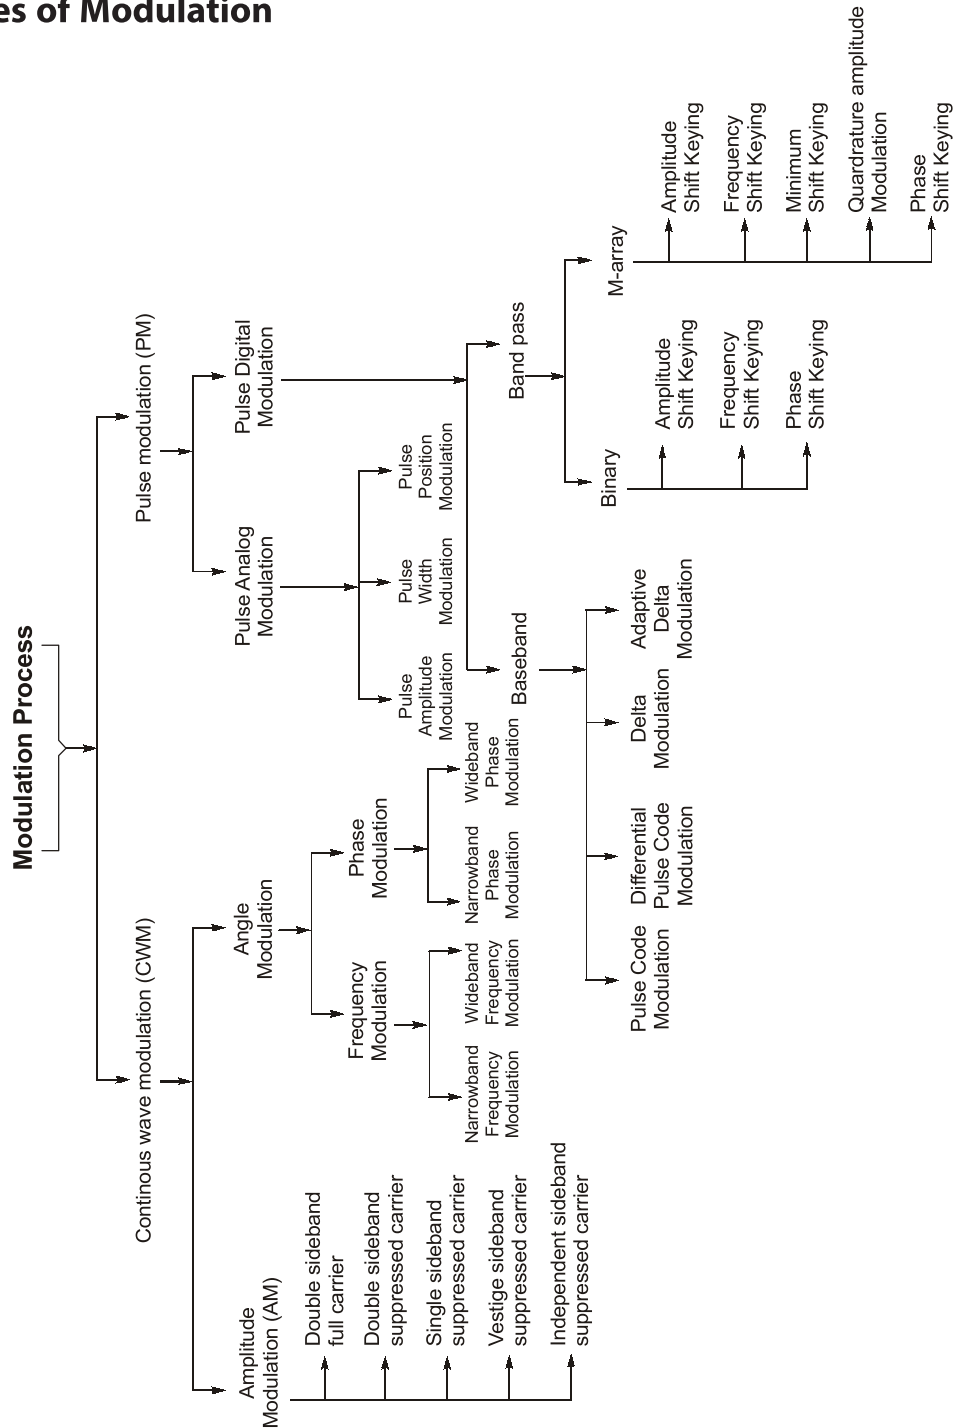 es of Modulation
Modulation Process
Continous wave modulation (CWM)
Pulse modulation (PM)
Amplitude
Modulation (AM)
Angle
Modulation
Pulse Analog
Modulation
Pulse Digital
Modulation
Double sideband
full carrier
Double sideband
suppressed carrier
Single sideband
suppressed carrier
Vestige sideband
suppressed carrier
Independent sideband
suppressed carrier
Frequency
Modulation
Phase
Modulation
Narrowband
Frequency
Modulation
Wideband
Frequency
Modulation
Narrowband
Phase
Modulation
Wideband
Phase
Modulation
Pulse
Amplitude
Modulation
Pulse
Width
Modulation
Pulse
Position
Modulation
Baseband
Band pass
Pulse Code
Modulation
Differential
Pulse Code
Modulation
Delta
Modulation
Adaptive
Delta
Modulation
Binary
M-array
Amplitude
Shift Keying
Frequency
Shift Keying
Phase
Shift Keying
Amplitude
Shift Keying
Frequency
Shift Keying
Minimum
Shift Keying
Quardrature amplitude
Modulation
Phase
Shift Keying